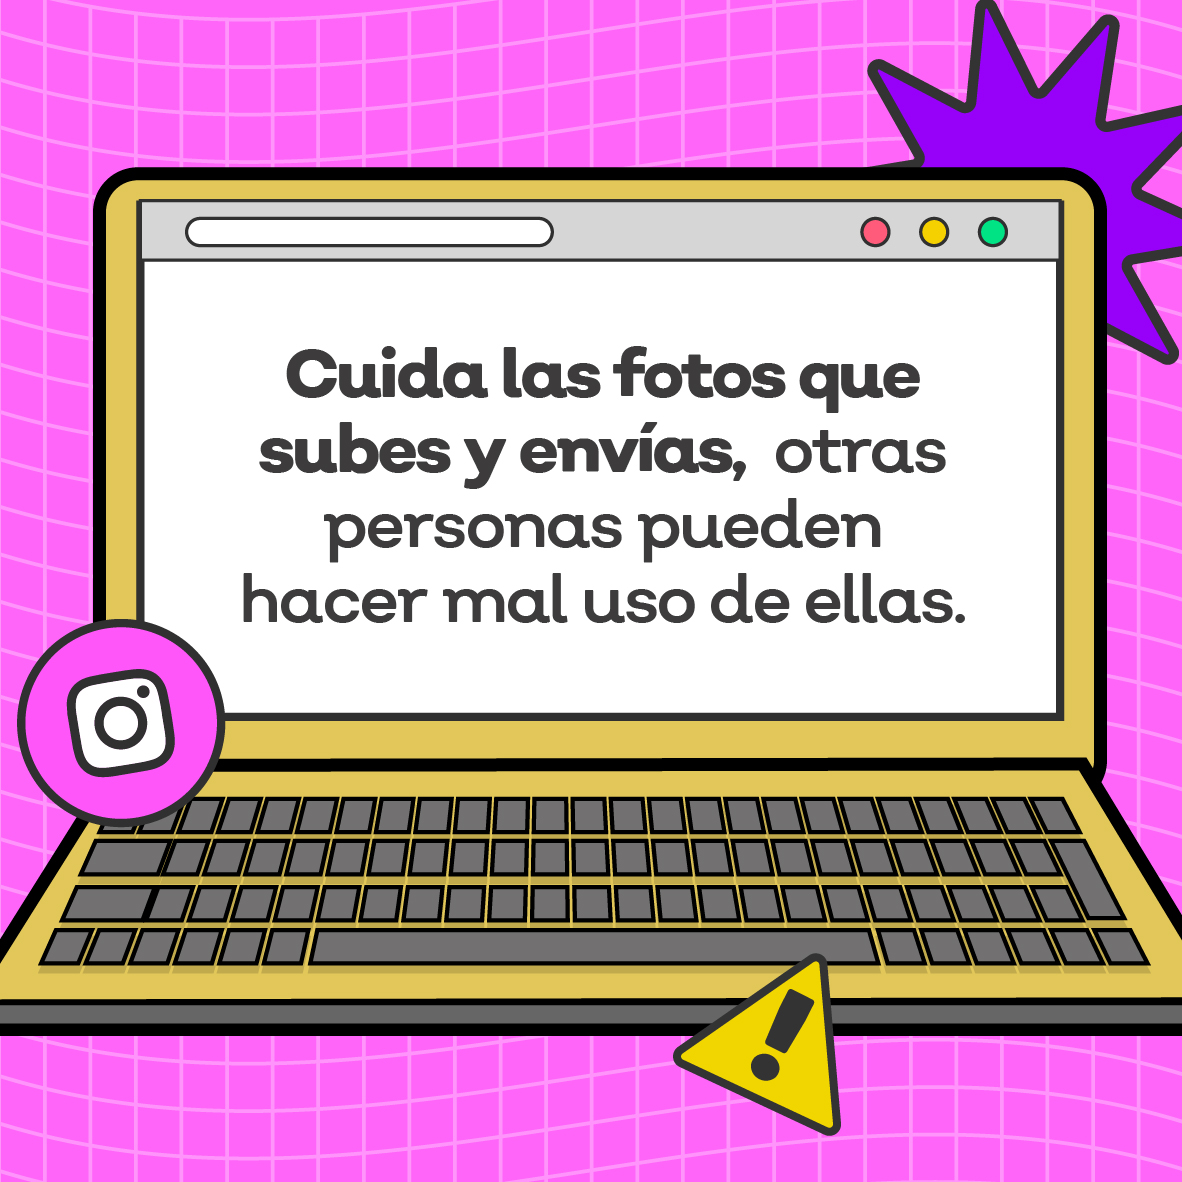 Cuida las fotos que
subes y envías, otras
personas pueden
hacer mal uso de ellas.